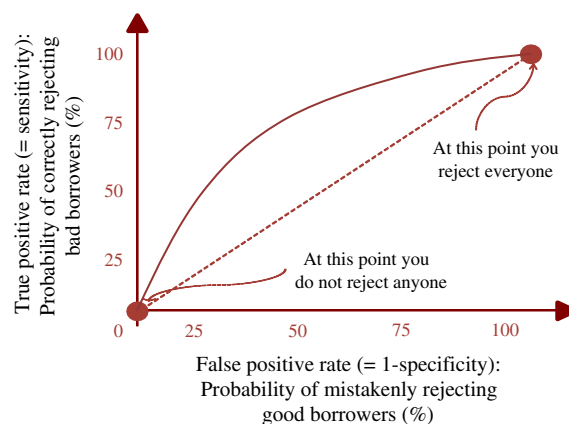 True positive rate (= sensitivity):
Probability of correctly rejecting
bad borrowers (%)
100
75
50
25
0
At this point you
reject everyone
At this point you
do not reject anyone
25
50
75
100
False positive rate (= 1-specificity):
Probability of mistakenly rejecting
good borrowers (%)